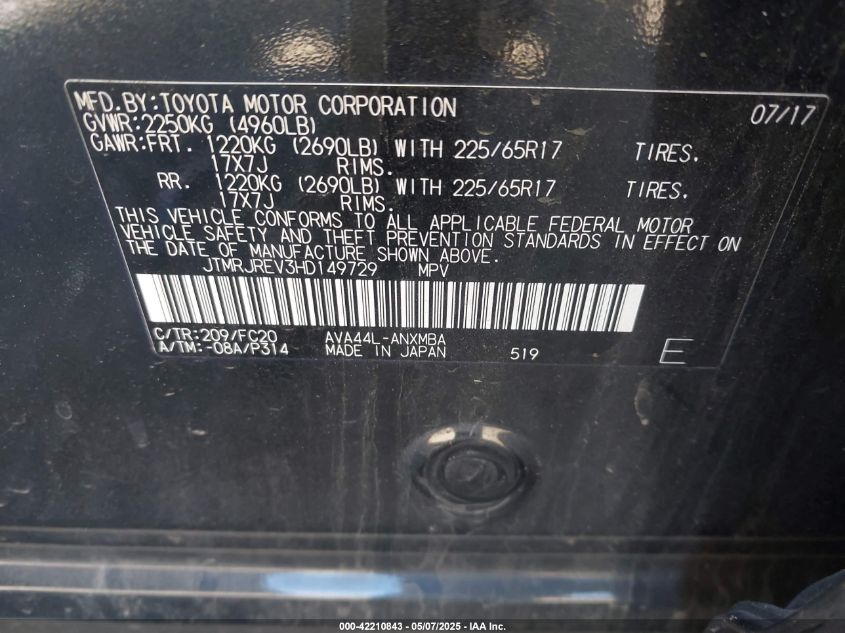 MFD.BY:TOYOTA MOTOR CORPORATION 07/17
GVWR:2250KG (4960LB)
GAWR:FRT. 1220KG (2690LB) WITH 225/65R17 TIRES.
17X7J RIMS.
RR. 1220KG (2690LB) WITH 225/65R17 TIRES.
17X7J RIMS.
THIS VEHICLE CONFORMS TO ALL APPLICABLE FEDERAL MOTOR
VEHICLE SAFETY AND THEFT PREVENTION STANDARDS IN EFFECT ON
THE DATE OF MANUFACTURE SHOWN ABOVE.
JTMRJREV3HD149729 MPV
C/TR:209/FC20 AVA44L-ANXMBA
A/TM:-08A/P314 MADE IN JAPAN 519 E
000-42210843 - 05/07/2025 - IAA Inc.